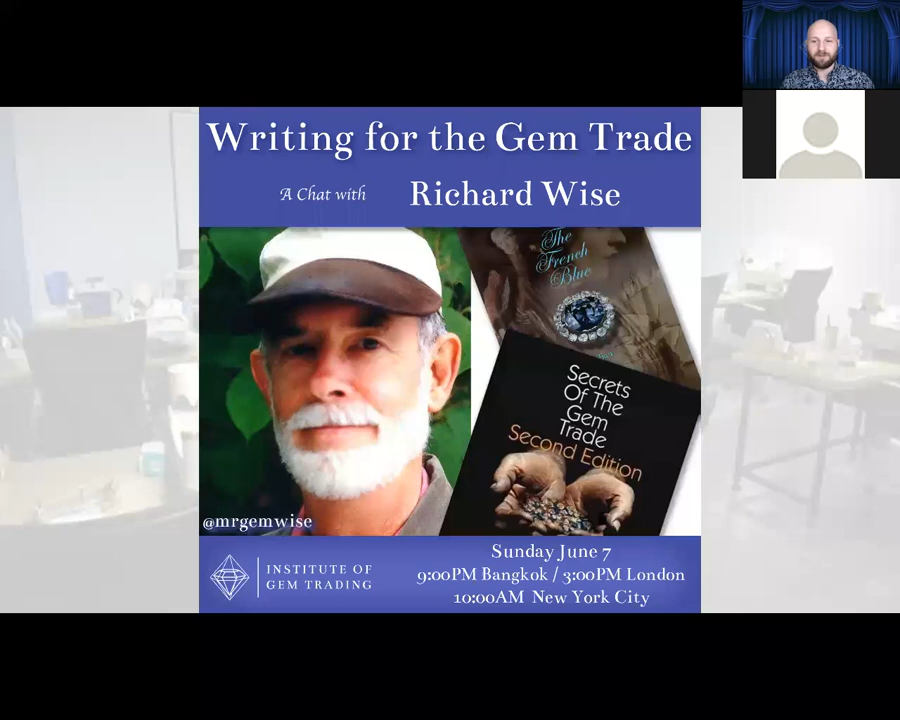 Writing for the Gem Trade
A Chat with Richard Wise
The
French
Blue
Secrets
Of The
Gem
Trade
Second Edition
@mrgemwise
INSTITUTE OF
GEM TRADING
Sunday June 7
9:00PM Bangkok / 3:00PM London
10:00AM New York City